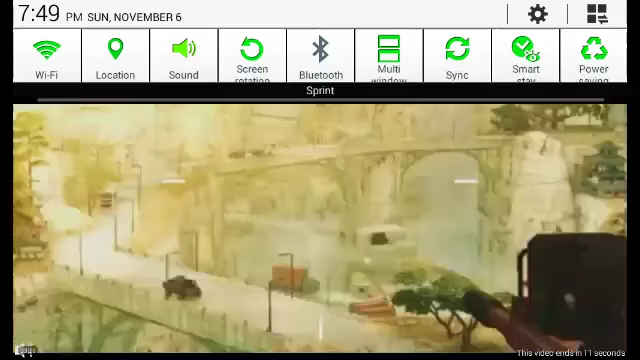 7:49 PM SUN, NOVEMBER 6
Wi-Fi
Location
Sound
Screen
rotation
Bluetooth
Multi
window
Sync
Smart
stay
Power
saving
Sprint
This video ends in 11 seconds